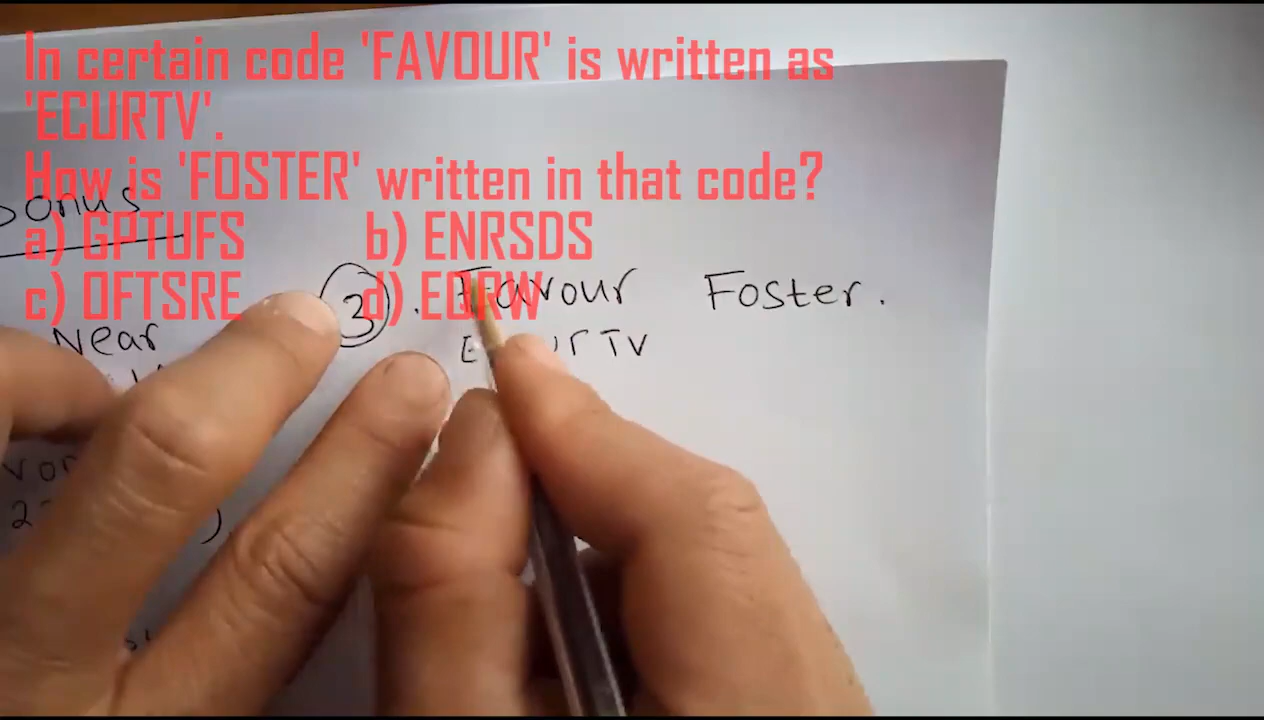 In certain code 'FAVOUR' is written as
'ECURTV'.
How is 'FOSTER' written in that code?
a) GPTUFS b) ENRSDS
c) OFTSRE d) EQRW
Bonus
3. Favour Foster.
Near